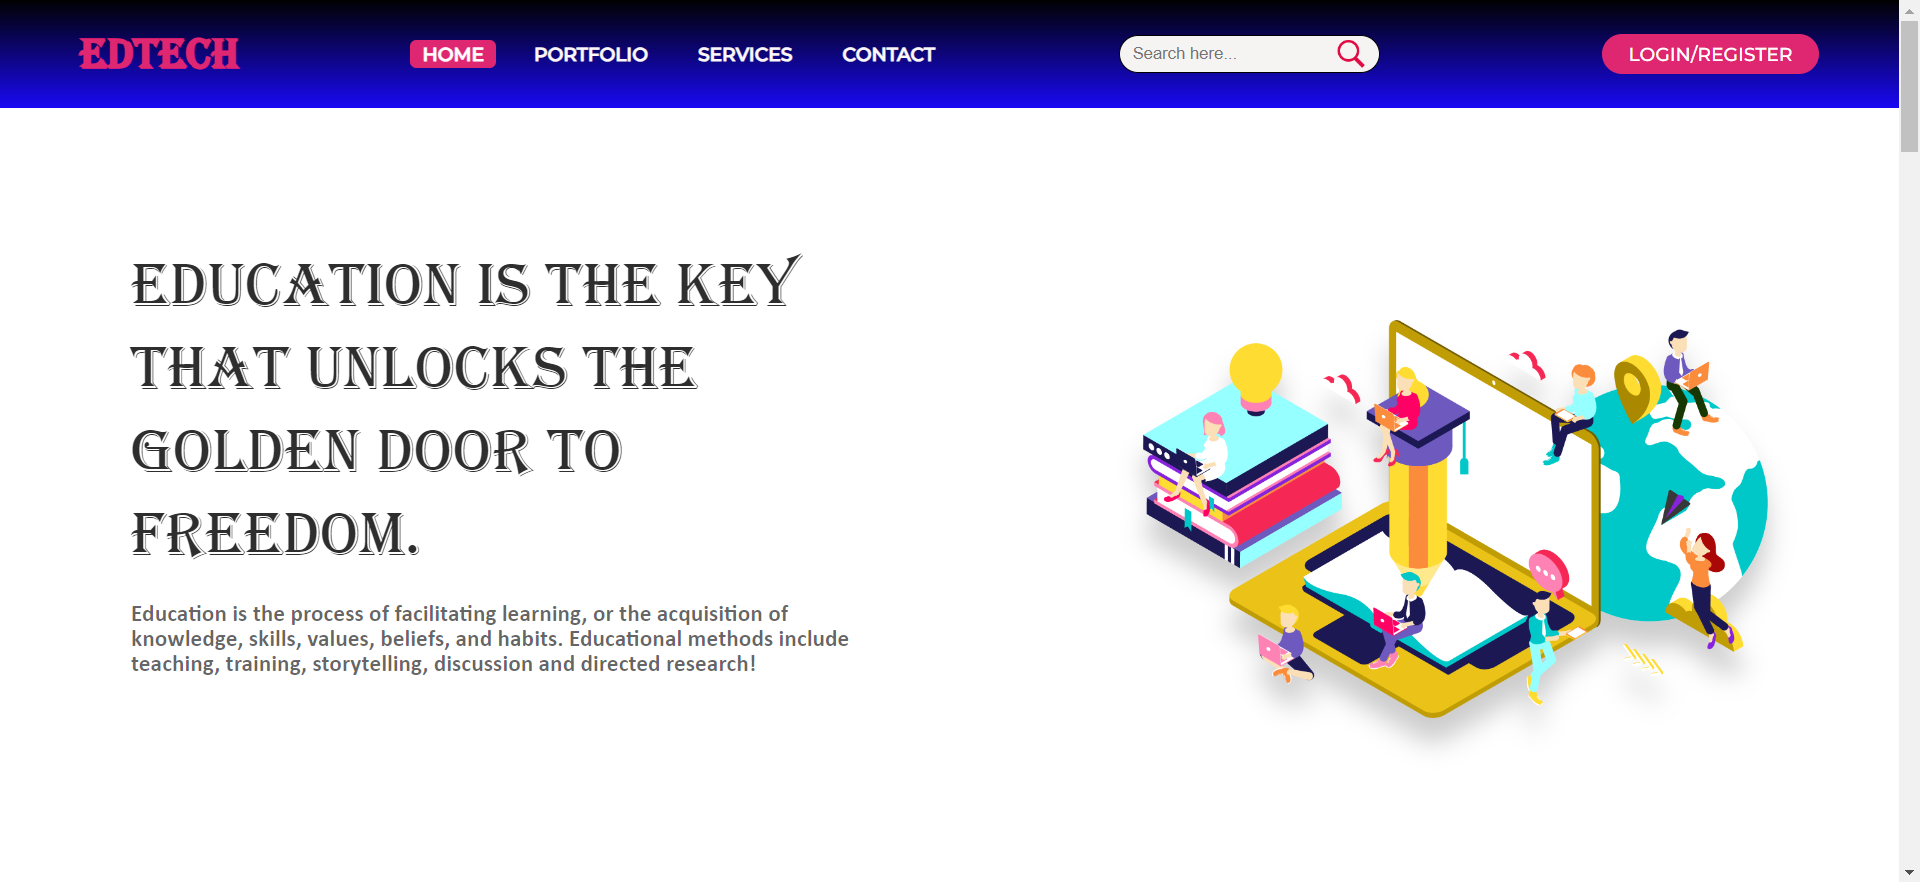 EDTECH
HOME PORTFOLIO SERVICES CONTACT
Search here...
LOGIN/REGISTER
EDUCATION IS THE KEY
THAT UNLOCKS THE
GOLDEN DOOR TO
FREEDOM.
Education is the process of facilitating learning, or the acquisition of
knowledge, skills, values, beliefs, and habits. Educational methods include
teaching, training, storytelling, discussion and directed research!